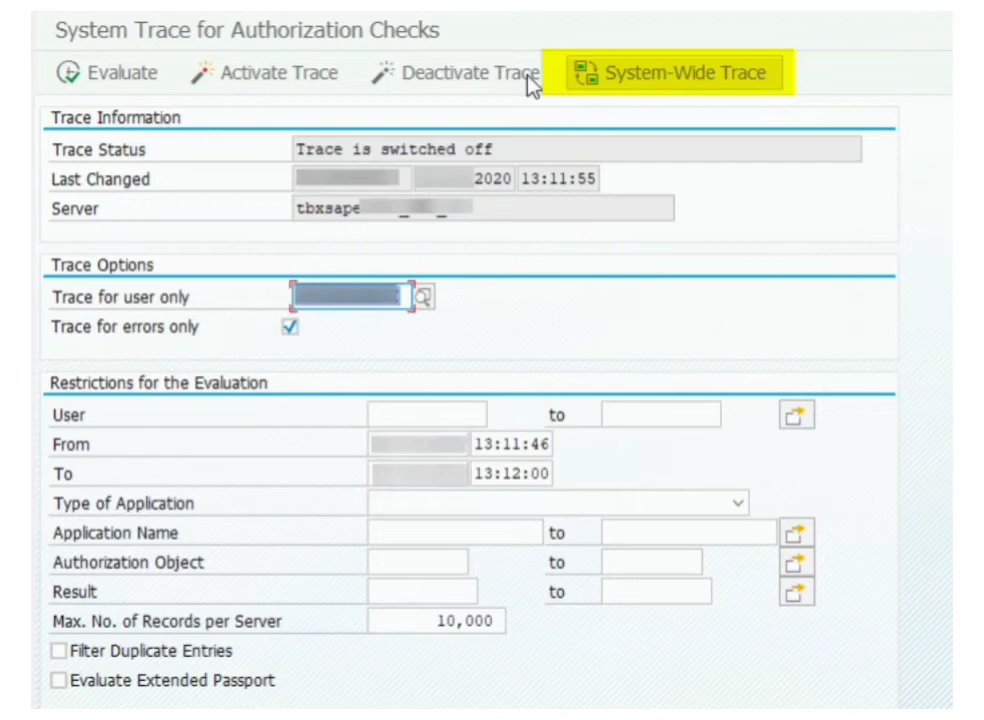 System Trace for Authorization Checks
Evaluate Activate Trace Deactivate Trace System-Wide Trace
Trace Information
Trace Status Trace is switched off
Last Changed 2020 13:11:55
Server tbxsape
Trace Options
Trace for user only
Trace for errors only
Restrictions for the Evaluation
User to
From 13:11:46
To 13:12:00
Type of Application
Application Name to
Authorization Object to
Result to
Max. No. of Records per Server 10,000
Filter Duplicate Entries
Evaluate Extended Passport